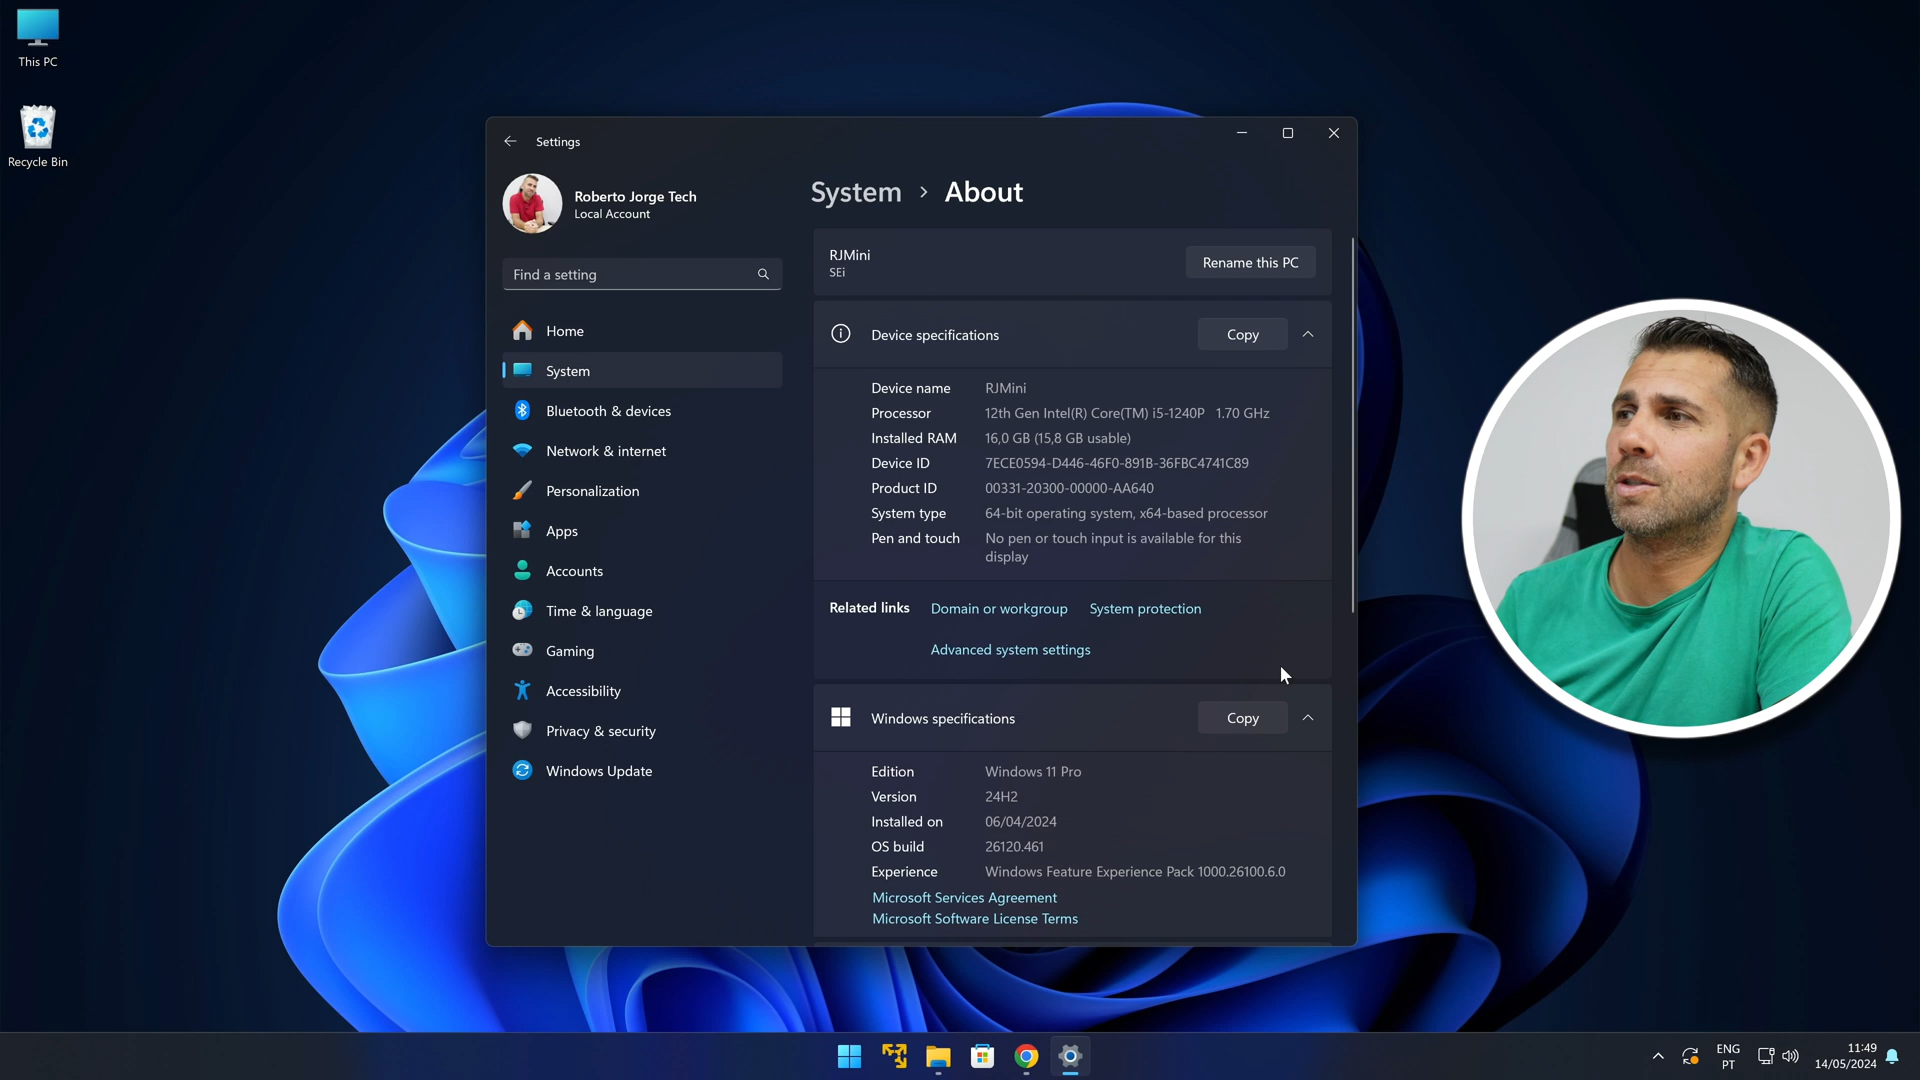 This PC
Recycle Bin
Settings
Roberto Jorge Tech
Local Account
Find a setting
Home
System
Bluetooth & devices
Network & internet
Personalization
Apps
Accounts
Time & language
Gaming
Accessibility
Privacy & security
Windows Update
System > About
RJMini
SEi
Rename this PC
Device specifications
Copy
Device name RJMini
Processor 12th Gen Intel(R) Core(TM) i5-1240P 1.70 GHz
Installed RAM 16,0 GB (15,8 GB usable)
Device ID 7ECE0594-D446-46F0-891B-36FBC4741C89
Product ID 00331-20300-00000-AA640
System type 64-bit operating system, x64-based processor
Pen and touch No pen or touch input is available for this
display
Related links Domain or workgroup System protection
Advanced system settings
Windows specifications
Copy
Edition Windows 11 Pro
Version 24H2
Installed on 06/04/2024
OS build 26120.461
Experience Windows Feature Experience Pack 1000.26100.6.0
Microsoft Services Agreement
Microsoft Software License Terms
ENG
PT
11:49
14/05/2024